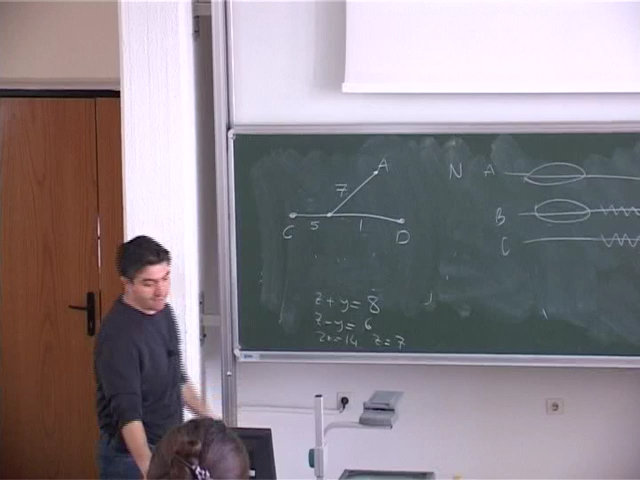 A
7
C 5 1 D
N A
B
C
z + y = 8
z - y = 6
2z = 14 z = 7